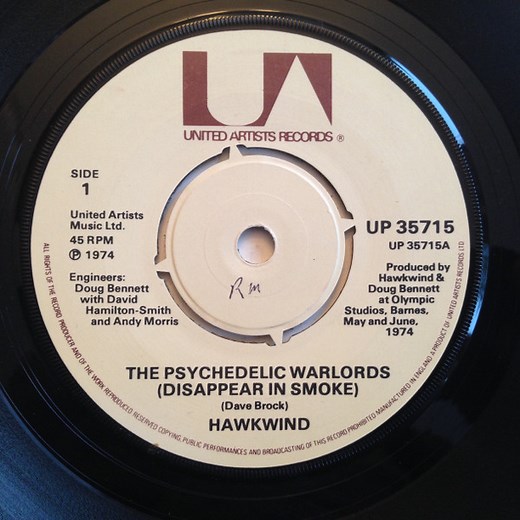 UA
UNITED ARTISTS RECORDS ®
SIDE
1
United Artists
Music Ltd.
45 RPM
Ⓟ 1974
Engineers:
Doug Bennett
with David
Hamilton-Smith
and Andy Morris
UP 35715
UP 35715A
Produced by
Hawkwind &
Doug Bennett
at Olympic
Studios, Barnes,
May and June,
1974
Rm
THE PSYCHEDELIC WARLORDS
(DISAPPEAR IN SMOKE)
(Dave Brock)
HAWKWIND
ALL RIGHTS OF THE RECORD PRODUCER AND OF THE WORK REPRODUCED RESERVED COPYING, PUBLIC PERFORMANCES AND BROADCASTING OF THIS RECORD PROHIBITED MANUFACTURED IN ENGLAND A PRODUCT OF UNITED ARTISTS RECORDS LTD